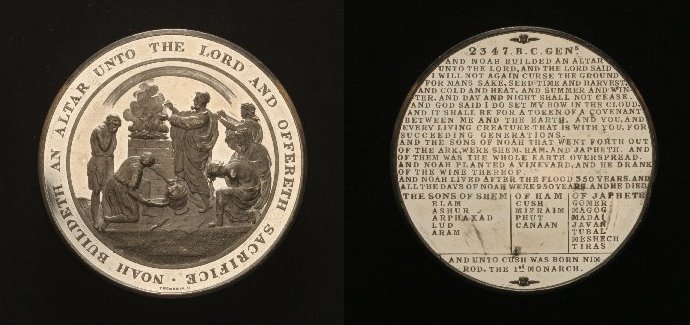 NOAH BUILDETH AN ALTAR UNTO THE LORD AND OFFERETH SACRIFICE.
2347. B.C. GENS
AND NOAH BUILDED AN ALTAR
UNTO THE LORD, AND THE LORD SAID
I WILL NOT AGAIN CURSE THE GROUND
FOR MANS SAKE. SEED TIME AND HARVEST,
AND COLD AND HEAT, AND SUMMER AND WIN-
TER, AND DAY AND NIGHT SHALL NOT CEASE.
AND GOD SAID I DO SET MY BOW IN THE CLOUD,
AND IT SHALL BE FOR A TOKEN OF A COVENANT
BETWEEN ME AND THE EARTH. AND YOU, AND
EVERY LIVING CREATURE THAT IS WITH YOU, FOR
SUCCEEDING GENERATIONS.
AND THE SONS OF NOAH THAT WENT FORTH OUT
OF THE ARK, WERE SHEM, HAM, AND JAPHETH. AND
OF THEM WAS THE WHOLE EARTH OVERSPREAD.
AND NOAH PLANTED A VINEYARD, AND HE DRANK
OF THE WINE THEREOF.
AND NOAH LIVED AFTER THE FLOOD 350 YEARS. AND
ALL THE DAYS OF NOAH WERE 950 YEARS AND HE DIED.
THE SONS OF SHEM OF HAM OF JAPHETH
ELAM CUSH GOMER
ASHUR MIZRAIM MAGOG
ARPHAXAD PHUT MADAI
LUD CANAAN JAVAN
ARAM TUBAL
MESHECH
TIRAS
AND UNTO CUSH WAS BORN NIM
ROD, THE 1ST MONARCH.